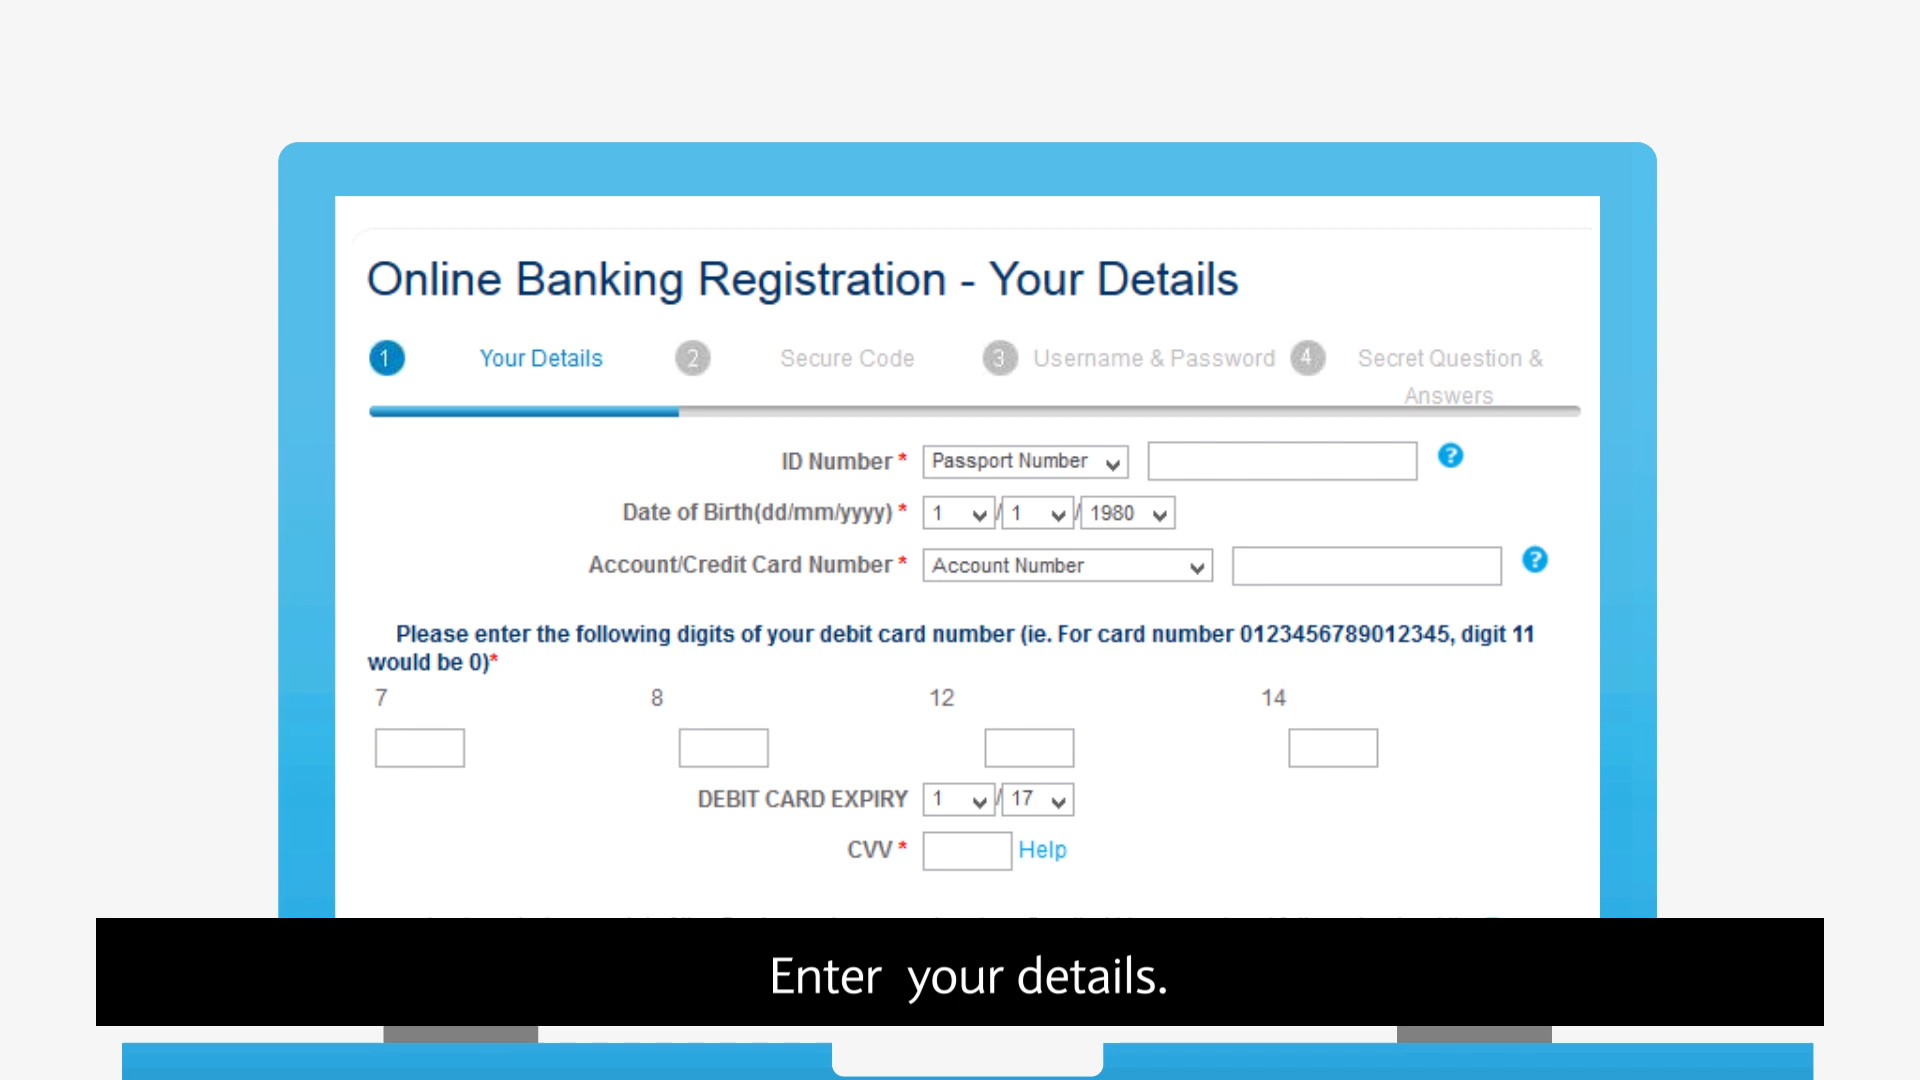 Online Banking Registration - Your Details
1 Your Details 2 Secure Code 3 Username & Password 4 Secret Question &
Answers
ID Number * Passport Number ?
Date of Birth(dd/mm/yyyy) * 1 / 1 / 1980
Account/Credit Card Number * Account Number ?
Please enter the following digits of your debit card number (ie. For card number 0123456789012345, digit 11
would be 0)*
7 8 12 14
DEBIT CARD EXPIRY 1 / 17
CVV * Help
Enter your details.